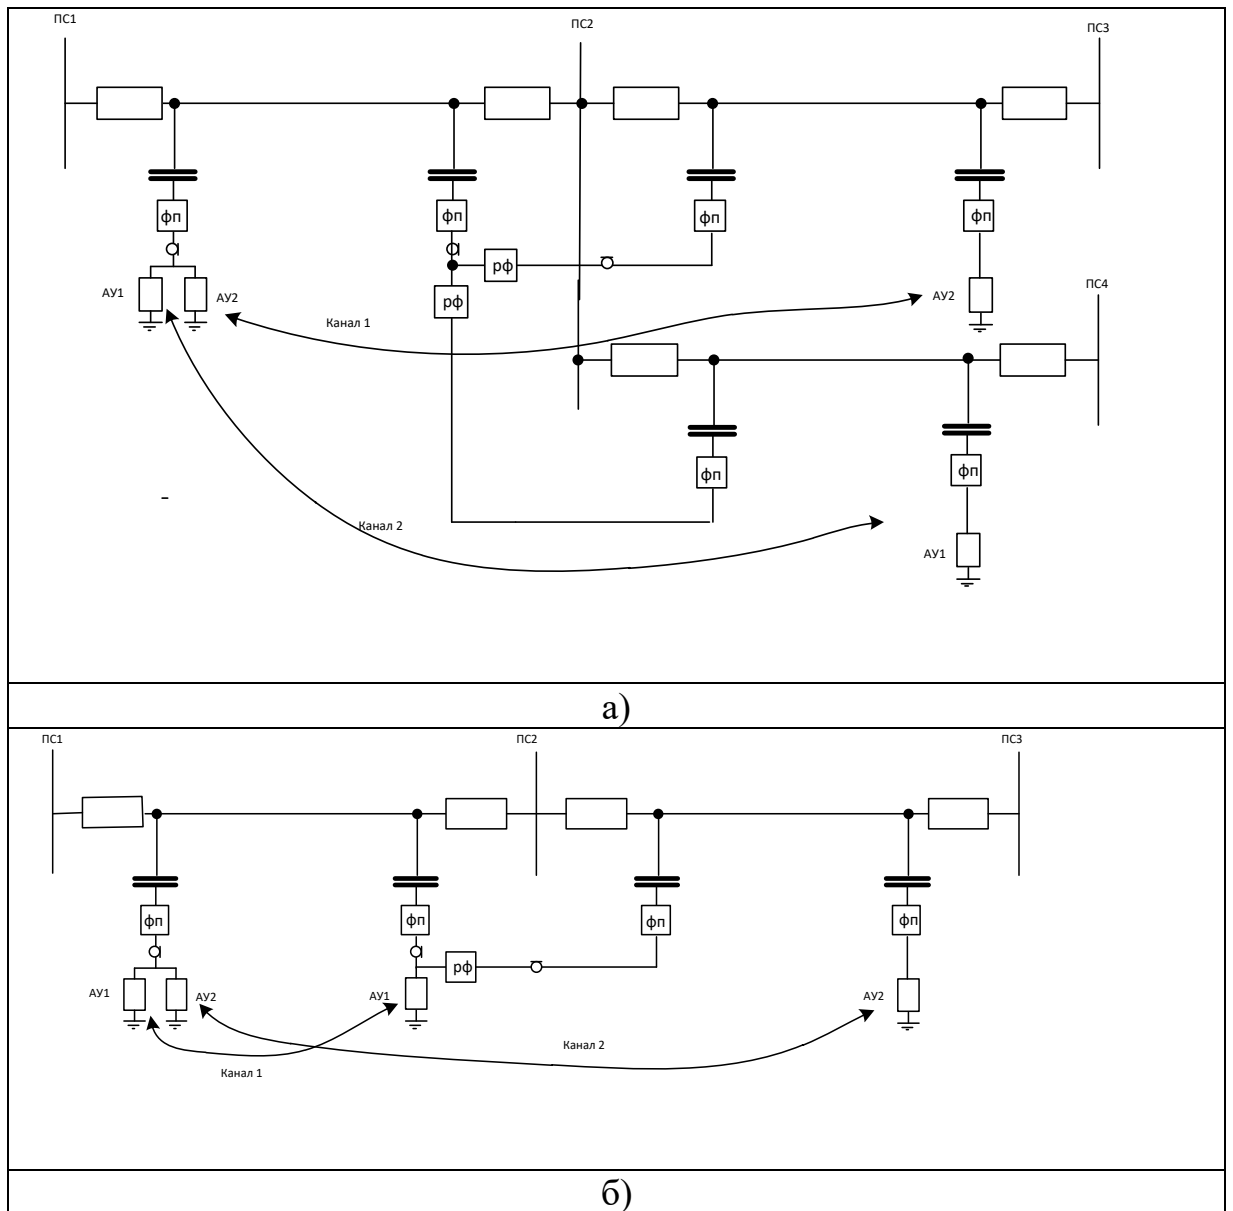 ПС1
ПС2
ПС3
фп
фп
фп
фп
рф
рф
АУ1
АУ2
АУ2
ПС4
Канал 1
фп
фп
Канал 2
АУ1
а)
ПС1
ПС2
ПС3
фп
фп
фп
фп
рф
АУ1
АУ2
АУ1
АУ2
Канал 2
Канал 1
б)